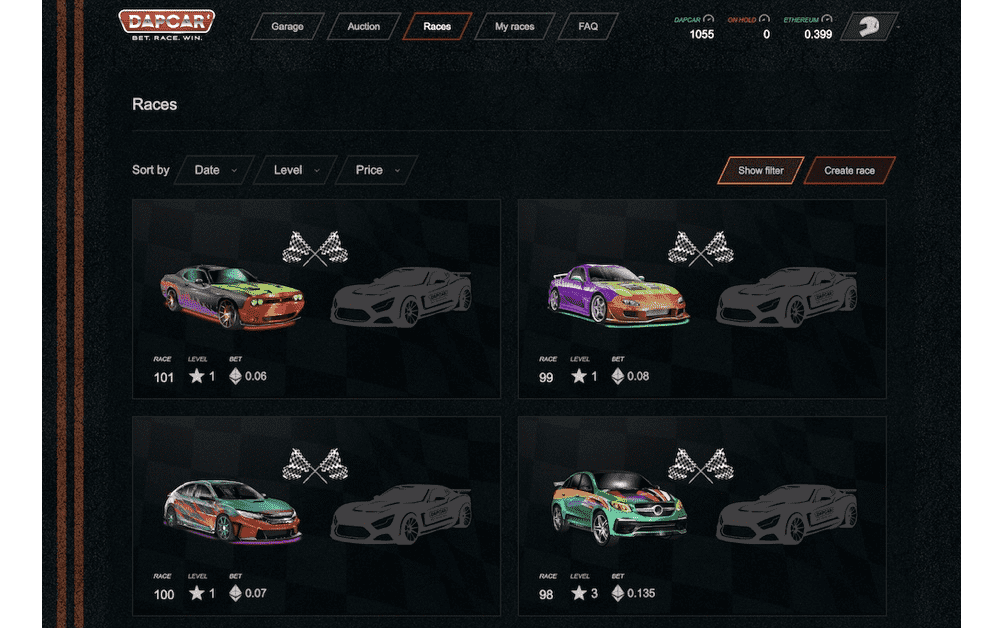 DAPCAR
BET. RACE. WIN.
Garage
Auction
Races
My races
FAQ
DAPCAR
1055
ON HOLD
0
ETHEREUM
0.399
Races
Sort by
Date
Level
Price
Show filter
Create race
RACE LEVEL BET
101 1 0.06
RACE LEVEL BET
99 1 0.08
RACE LEVEL BET
100 1 0.07
RACE LEVEL BET
98 3 0.135